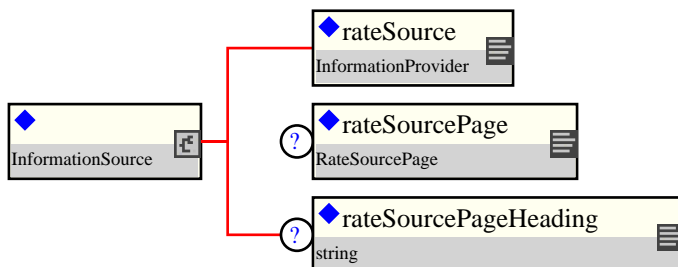 rateSource
InformationProvider
InformationSource
?
rateSourcePage
RateSourcePage
?
rateSourcePageHeading
string